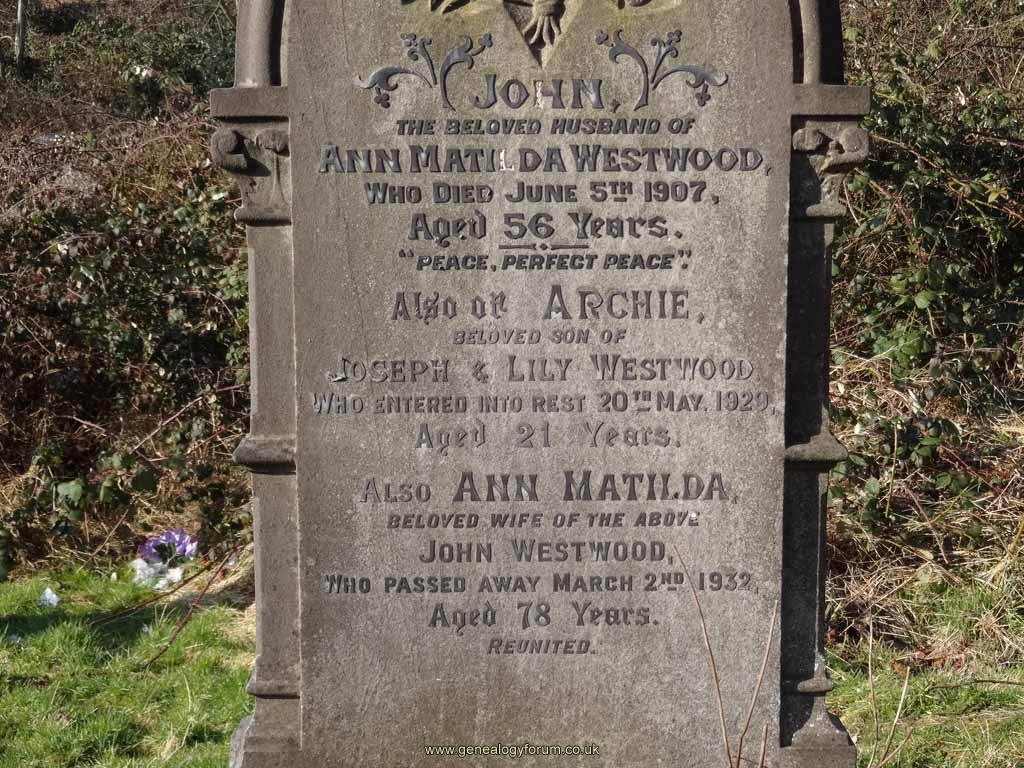 JOHN,
THE BELOVED HUSBAND OF
ANN MATILDA WESTWOOD,
WHO DIED JUNE 5TH 1907,
Aged 56 Years.
"PEACE, PERFECT PEACE".
Also of ARCHIE,
BELOVED SON OF
JOSEPH & LILY WESTWOOD
WHO ENTERED INTO REST 20TH MAY, 1929,
Aged 21 Years.
ALSO ANN MATILDA,
BELOVED WIFE OF THE ABOVE
JOHN WESTWOOD,
WHO PASSED AWAY MARCH 2ND 1932,
Aged 78 Years.
REUNITED.
www.genealogyforum.co.uk